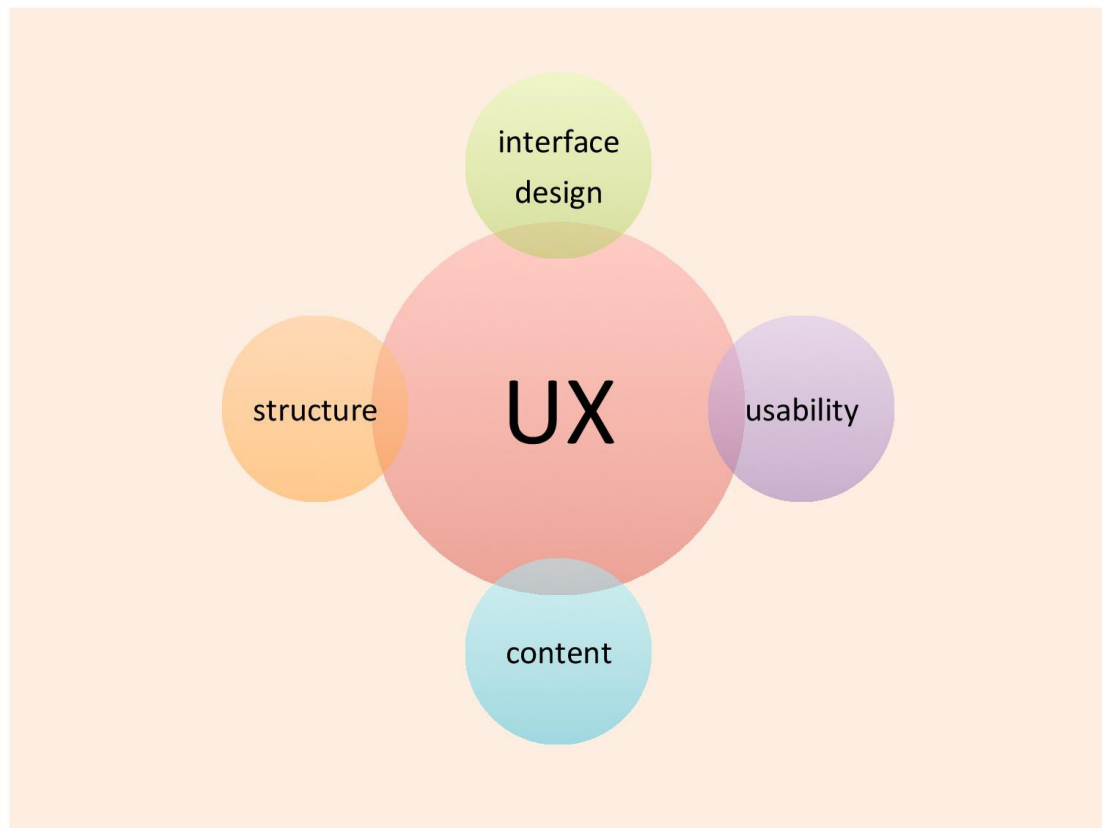 interface
design
structure
UX
usability
content